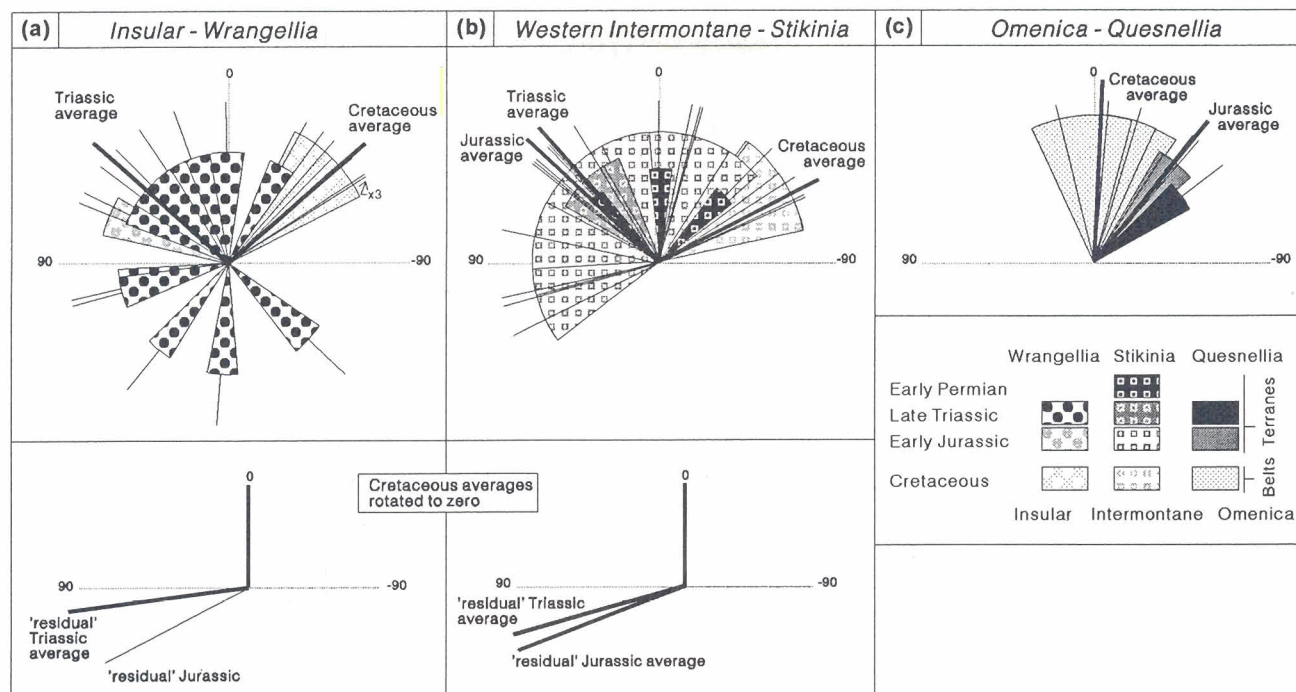 (a) Insular - Wrangellia
0
Triassic
average
Cretaceous
average
x3
90
-90
(b) Western Intermontane - Stikinia
0
Triassic
average
Jurassic
average
Cretaceous
average
90
-90
(c) Omenica - Quesnellia
0
Cretaceous
average
Jurassic
average
90
-90
Wrangellia Stikinia Quesnellia
Early Permian
Late Triassic
Early Jurassic
Cretaceous
Terranes
Belts
Insular Intermontane Omenica
Cretaceous averages
rotated to zero
0
90
-90
'residual'
Triassic
average
'residual' Jurassic
0
90
-90
'residual' Triassic
average
'residual' Jurassic average